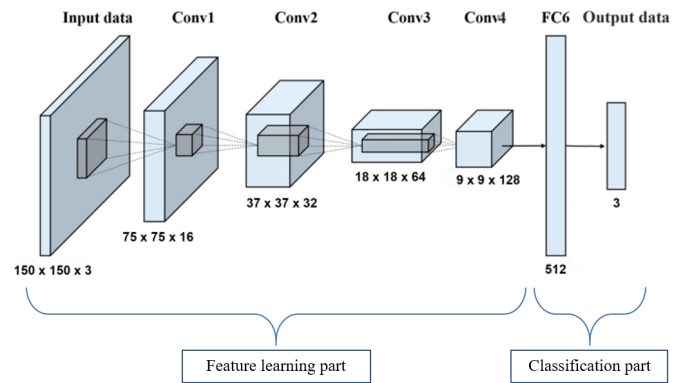 Input data Conv1 Conv2 Conv3 Conv4 FC6 Output data
18 x 18 x 64
9 x 9 x 128
37 x 37 x 32
3
75 x 75 x 16
150 x 150 x 3
512
Feature learning part
Classification part